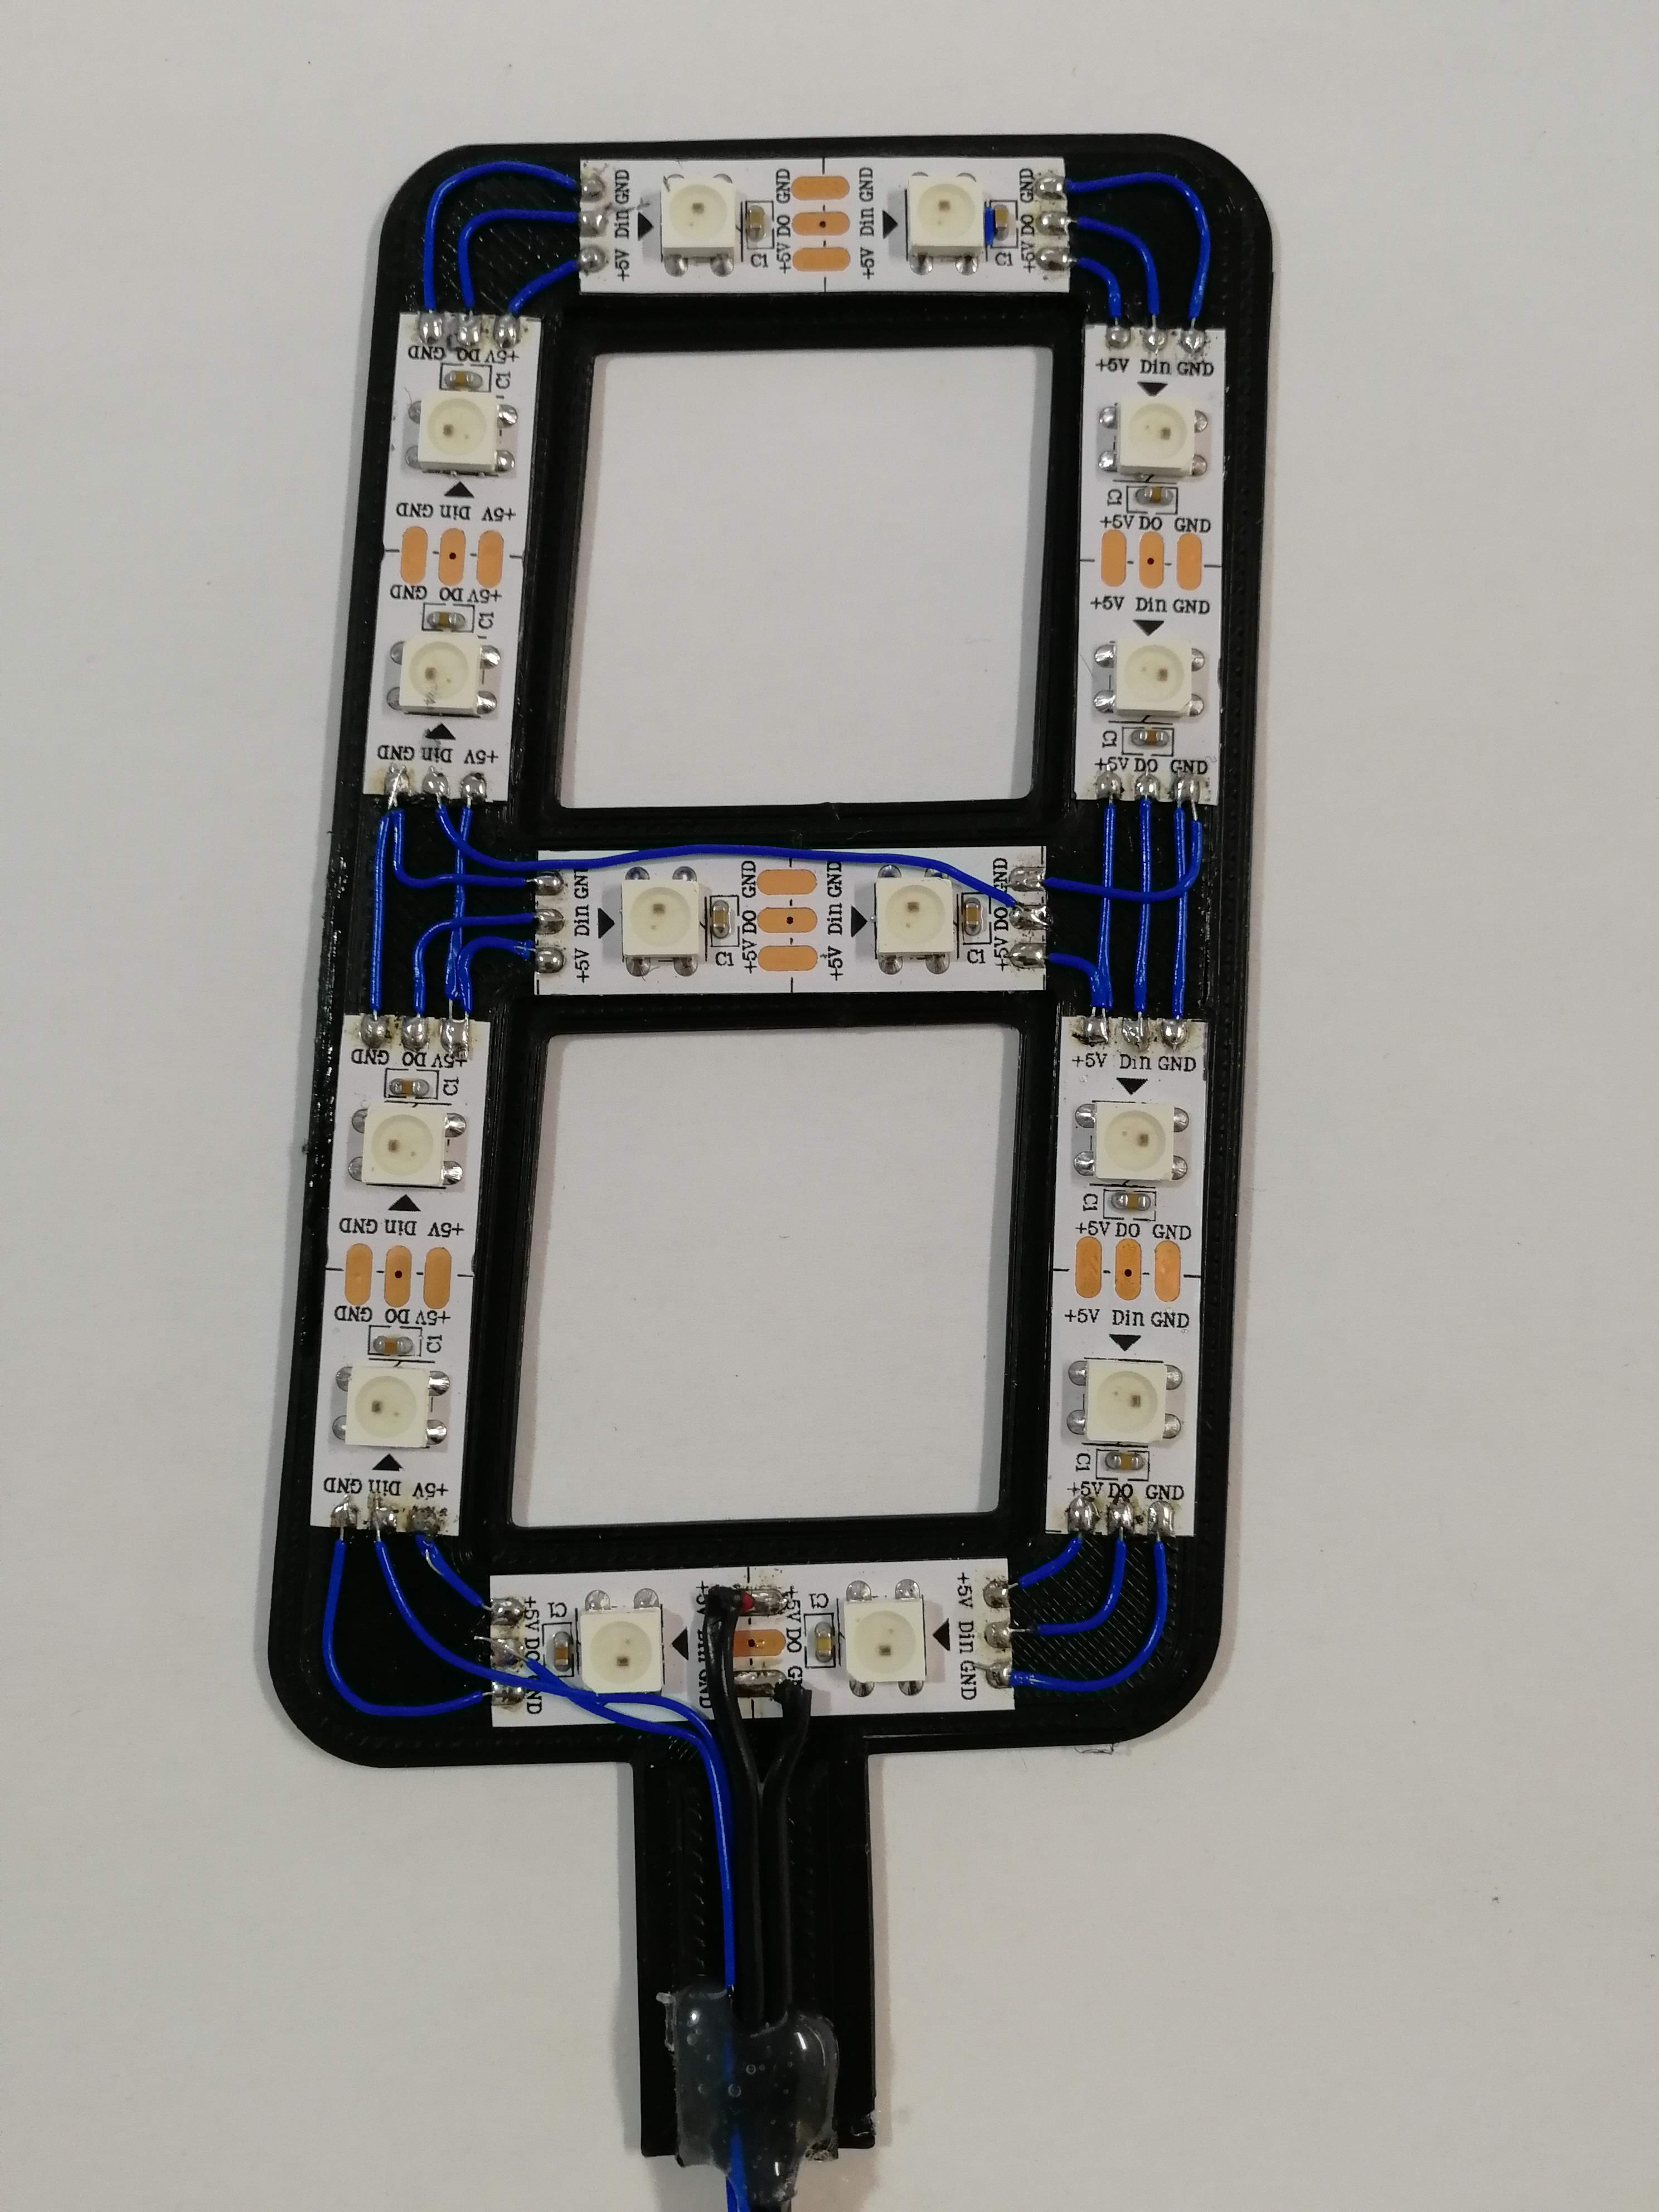 GND Din +5V
C1
GND DO +5V
GND Din +5V
C1
GND DO +5V
GND DO +5V
C1
GND Din +5V
GND DO +5V
C1
GND Din +5V
+5V Din GND
C1
+5V DO GND
+5V Din GND
C1
+5V DO GND
GND Din +5V
C1
GND DO +5V
GND Din +5V
C1
GND DO +5V
GND DO +5V
C1
GND Din +5V
GND DO +5V
C1
GND Din +5V
+5V Din GND
C1
+5V DO GND
+5V Din GND
C1
+5V DO GND
+5V DO GND
C1
+5V Din GND
+5V DO
C1
+5V Din GND